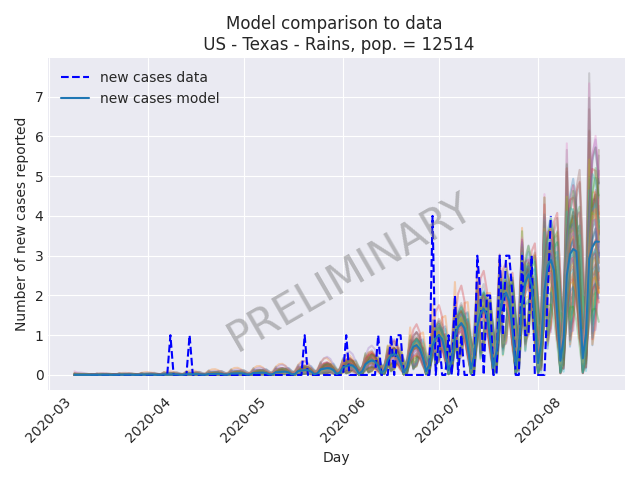 Model comparison to data
US - Texas - Rains, pop. = 12514
new cases data
new cases model
PRELIMINARY
Number of new cases reported
7
6
5
4
3
2
1
0
2020-03
2020-04
2020-05
2020-06
2020-07
2020-08
Day